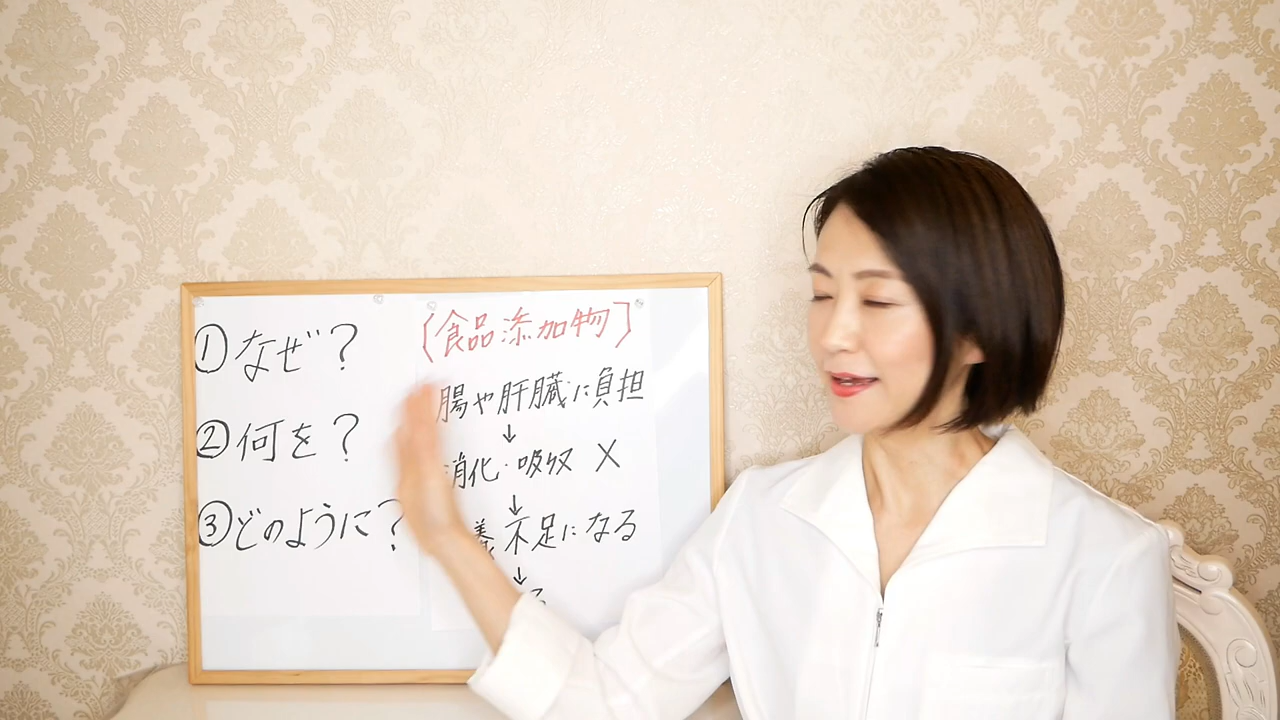 ①なぜ?
②何を?
③どのように?
[食品添加物]
腸や肝臓に負担
↓
消化・吸収 ×
↓
養不足になる
↓